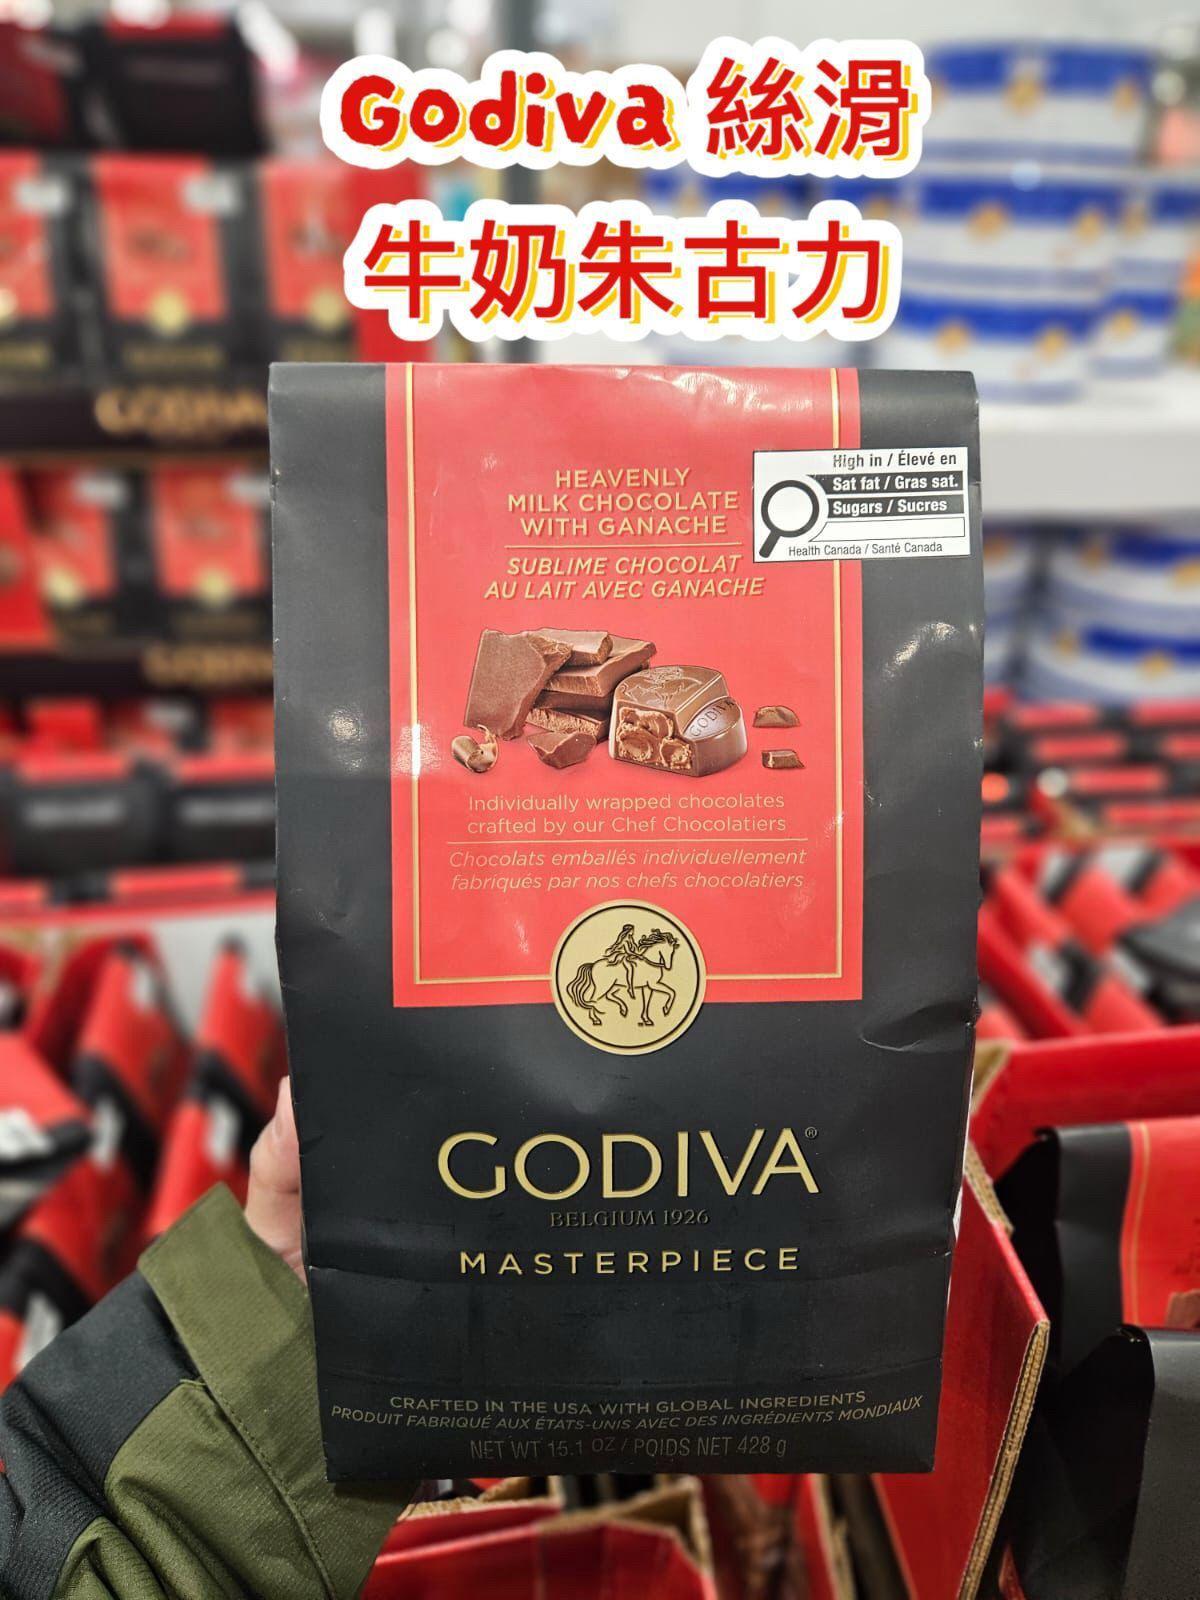 Godiva 絲滑
牛奶朱古力
HEAVENLY
MILK CHOCOLATE
WITH GANACHE
SUBLIME CHOCOLAT
AU LAIT AVEC GANACHE
High in / Élevé en
Sat fat / Gras sat.
Sugars / Sucres
Health Canada / Santé Canada
GODIVA
Individually wrapped chocolates
crafted by our Chef Chocolatiers
Chocolats emballés individuellement
fabriqués par nos chefs chocolatiers
GODIVA®
BELGIUM 1926
MASTERPIECE
CRAFTED IN THE USA WITH GLOBAL INGREDIENTS
PRODUIT FABRIQUÉ AUX ÉTATS-UNIS AVEC DES INGRÉDIENTS MONDIAUX
NET WT 15.1 OZ / POIDS NET 428 g
GODIVA